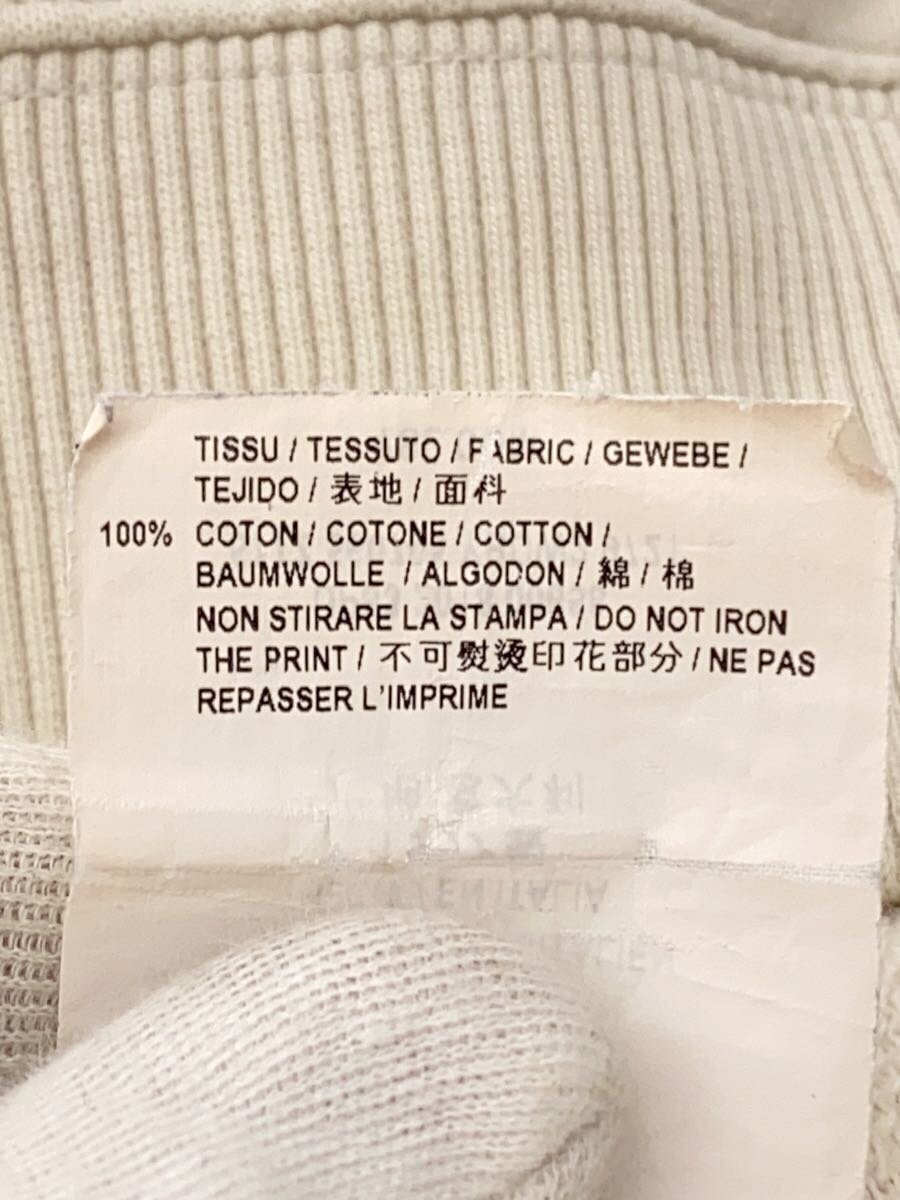 TISSU / TESSUTO / FABRIC / GEWEBE /
TEJIDO / 表地 / 面料
100% COTON / COTONE / COTTON /
BAUMWOLLE / ALGODON / 綿 / 棉
NON STIRARE LA STAMPA / DO NOT IRON
THE PRINT / 不可熨烫印花部分 / NE PAS
REPASSER L'IMPRIME
EN ITALIA